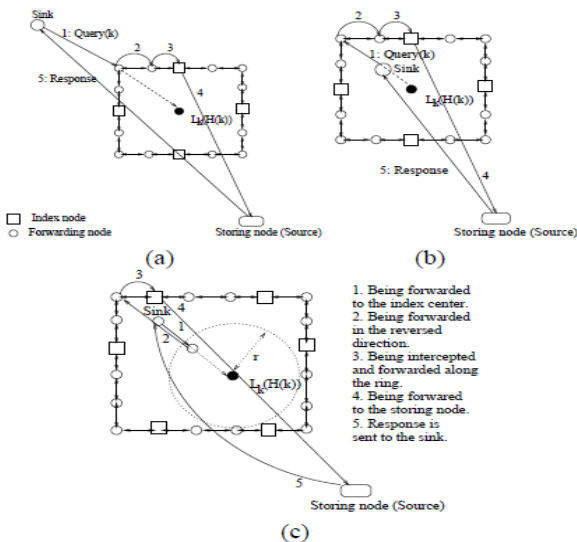 Sink
1: Query(k)
2
3
5: Response
4
L_k(H(k))
Index node
Forwarding node
Storing node (Source)
(a)
2
3
1: Query(k)
Sink
L_k(H(k))
5: Response
4
Storing node (Source)
(b)
3
Sink
4
1
2
r
L_k(H(k))
5
Storing node (Source)
(c)
1. Being forwarded
to the index center.
2. Being forwarded
in the reversed
direction.
3. Being intercepted
and forwarded along
the ring.
4. Being forwared
to the storing node.
5. Response is
sent to the sink.